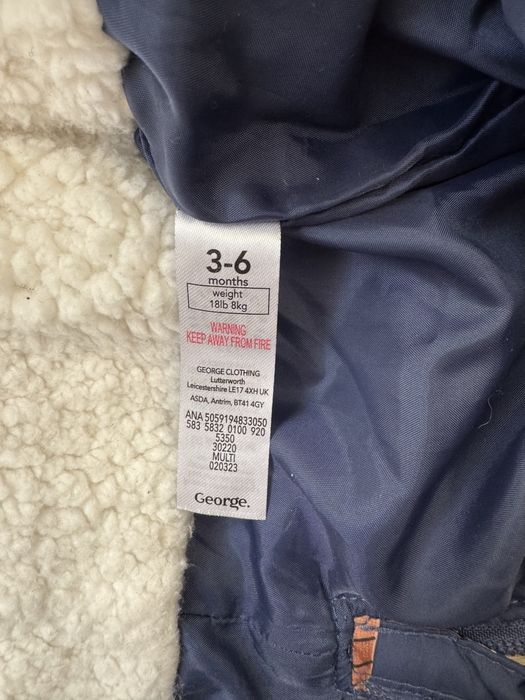 3-6
months
weight
18lb 8kg
WARNING
KEEP AWAY FROM FIRE
GEORGE CLOTHING
Lutterworth
Leicestershire LE17 4XH UK
ASDA, Antrim, BT41 4GY
ANA 5059194833050
583 5832 0100 920
5350
30220
MULTI
020323
George.